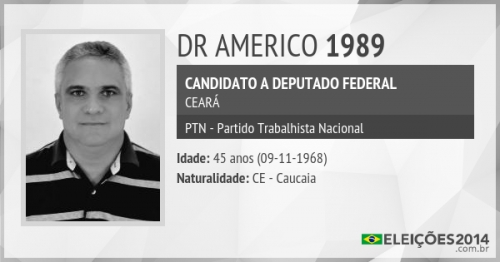 DR AMERICO 1989
CANDIDATO A DEPUTADO FEDERAL
CEARÁ
PTN - Partido Trabalhista Nacional
Idade: 45 anos (09-11-1968)
Naturalidade: CE - Caucaia
ELEIÇÕES2014
.com.br